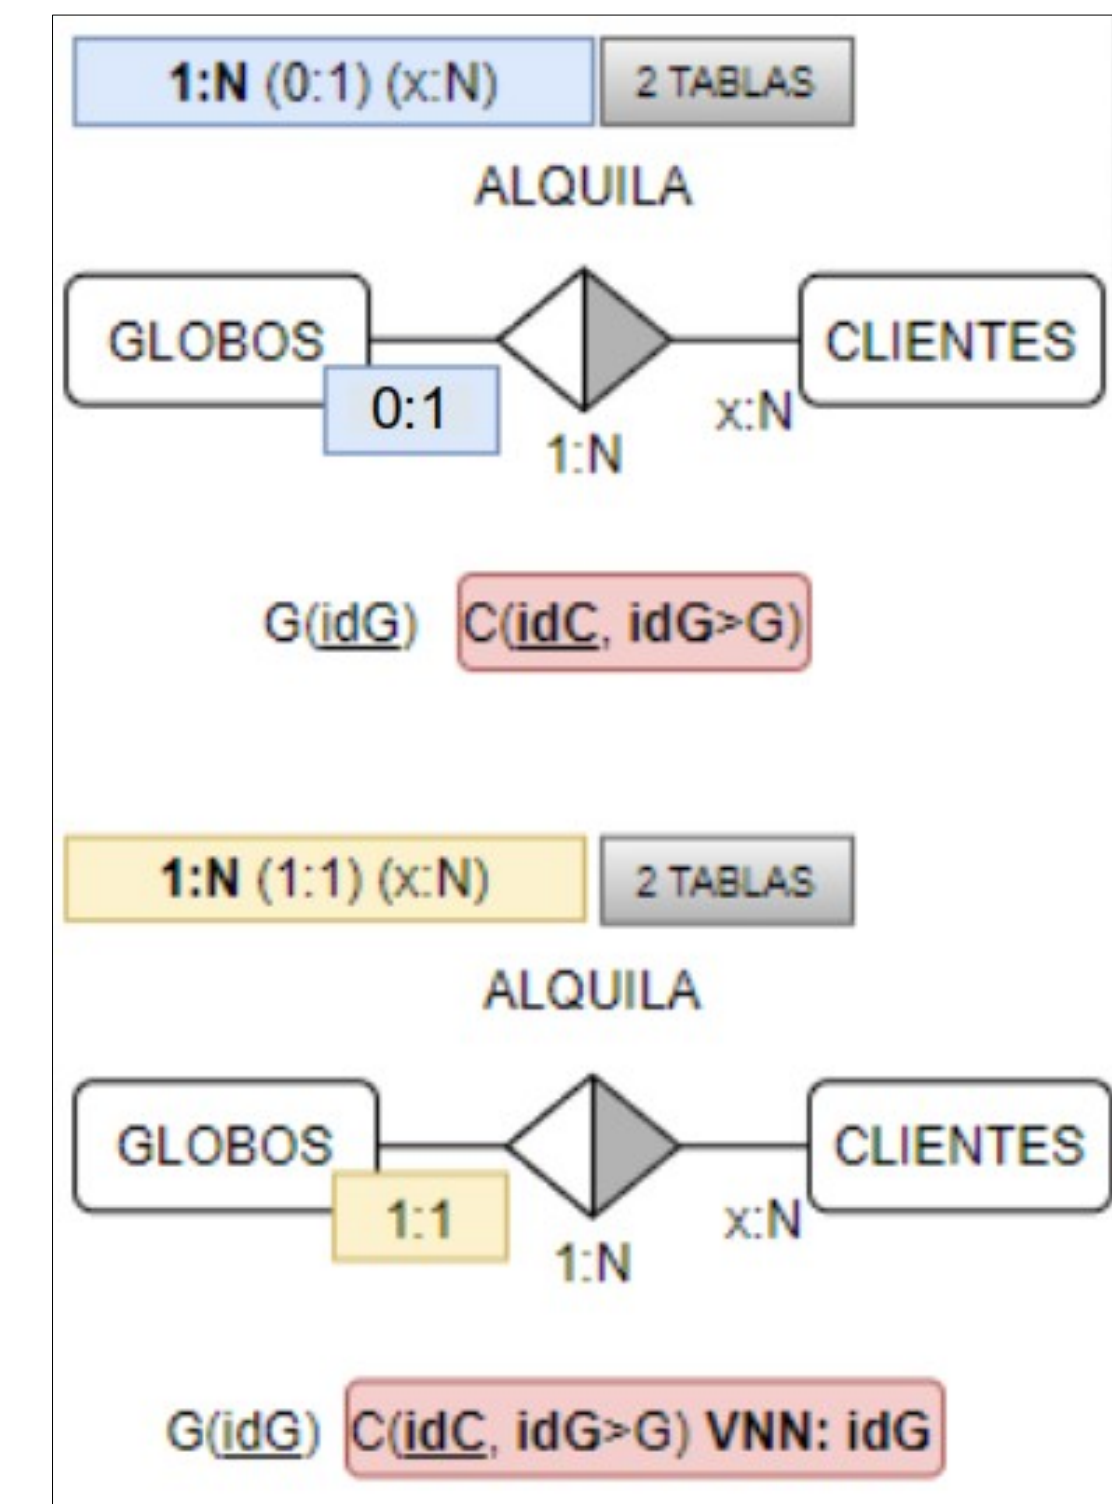 1:N (0:1) (x:N) 2 TABLAS
ALQUILA
GLOBOS CLIENTES
0:1 x:N
1:N
G(idG) C(idC, idG>G)
1:N (1:1) (x:N) 2 TABLAS
ALQUILA
GLOBOS CLIENTES
1:1 x:N
1:N
G(idG) C(idC, idG>G) VNN: idG